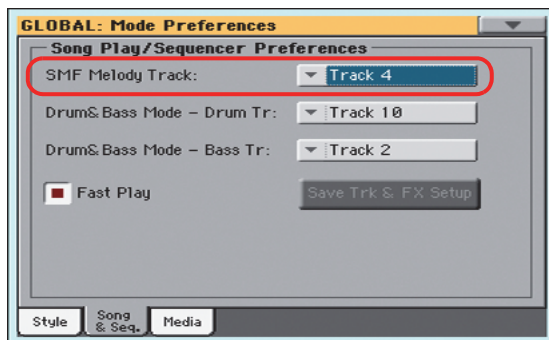 GLOBAL: Mode Preferences
Song Play/Sequencer Preferences
SMF Melody Track: Track 4
Drum&Bass Mode - Drum Tr: Track 10
Drum&Bass Mode - Bass Tr: Track 2
Fast Play Save Trk & FX Setup
Style Song & Seq. Media